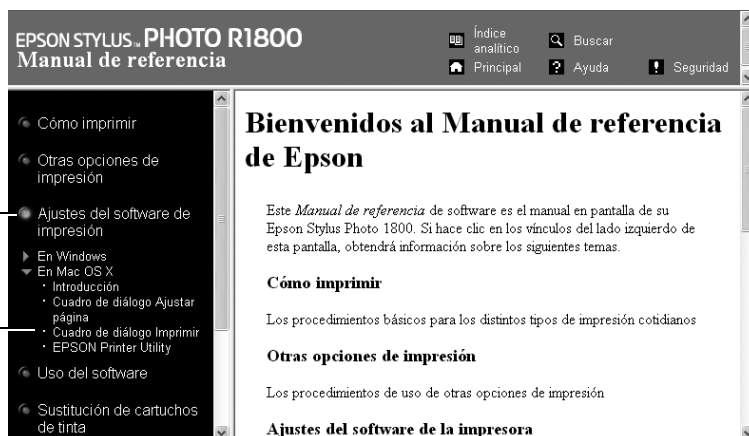 EPSON STYLUS™ PHOTO R1800
Manual de referencia
Índice
analítico
Buscar
Principal
Ayuda
Seguridad
Cómo imprimir
Otras opciones de
impresión
Ajustes del software de
impresión
En Windows
En Mac OS X
Introducción
Cuadro de diálogo Ajustar
página
Cuadro de diálogo Imprimir
EPSON Printer Utility
Uso del software
Sustitución de cartuchos
de tinta
Bienvenidos al Manual de referencia
de Epson
Este Manual de referencia de software es el manual en pantalla de su
Epson Stylus Photo 1800. Si hace clic en los vínculos del lado izquierdo de
esta pantalla, obtendrá información sobre los siguientes temas.
Cómo imprimir
Los procedimientos básicos para los distintos tipos de impresión cotidianos
Otras opciones de impresión
Los procedimientos de uso de otras opciones de impresión
Ajustes del software de la impresora